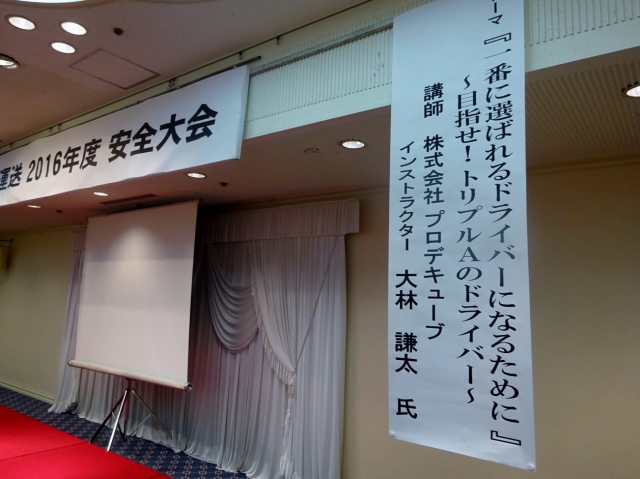 運送 2016年度 安全大会
ーマ『一番に選ばれるドライバーになるために』
〜目指せ！トリプルAのドライバー〜
講師 株式会社 プロデキューブ
インストラクター 大林 謙太 氏